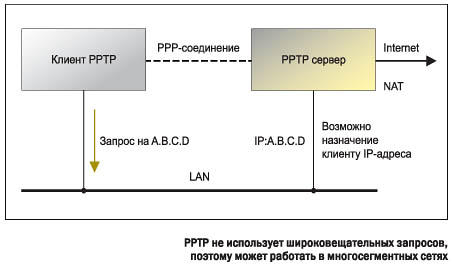 Клиент PPTP
PPP-соединение
PPTP сервер
Internet
NAT
Запрос на A.B.C.D
IP:A.B.C.D
Возможно
назначение
клиенту IP-адреса
LAN
PPTP не использует широковещательных запросов,
поэтому может работать в многосегментных сетях